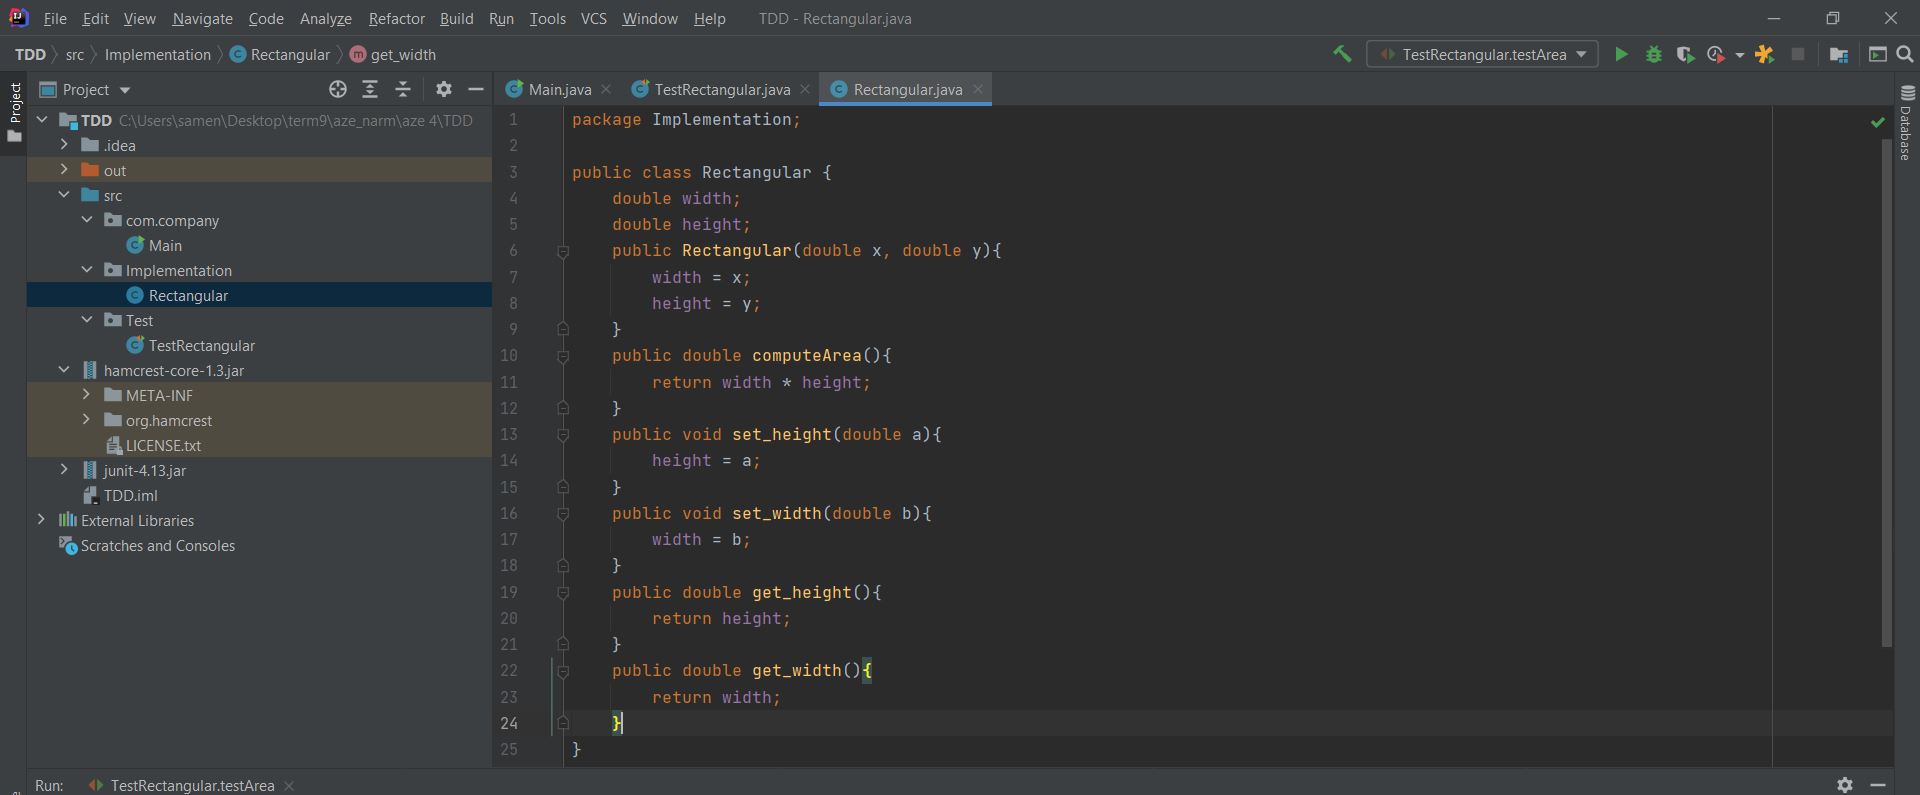 File Edit View Navigate Code Analyze Refactor Build Run Tools VCS Window Help TDD - Rectangular.java
TDD src Implementation Rectangular get_width TestRectangular.testArea
Project
Project
Main.java TestRectangular.java Rectangular.java
Database
TDD C:\Users\samen\Desktop\term9\aze_narm\aze 4\TDD
.idea
out
src
com.company
Main
Implementation
Rectangular
Test
TestRectangular
hamcrest-core-1.3.jar
META-INF
org.hamcrest
LICENSE.txt
junit-4.13.jar
TDD.iml
External Libraries
Scratches and Consoles
1 package Implementation;
2
3 public class Rectangular {
4 double width;
5 double height;
6 public Rectangular(double x, double y){
7 width = x;
8 height = y;
9 }
10 public double computeArea(){
11 return width * height;
12 }
13 public void set_height(double a){
14 height = a;
15 }
16 public void set_width(double b){
17 width = b;
18 }
19 public double get_height(){
20 return height;
21 }
22 public double get_width(){
23 return width;
24 }
25 }
Run: TestRectangular.testArea